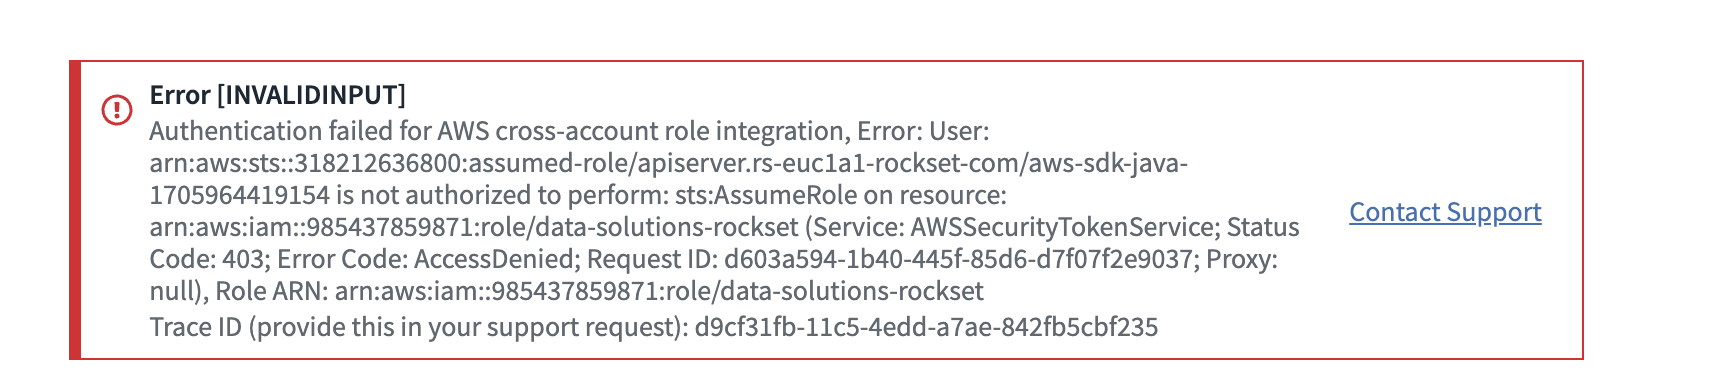 Error [INVALIDINPUT]
Authentication failed for AWS cross-account role integration, Error: User:
arn:aws:sts::318212636800:assumed-role/apiserver.rs-euc1a1-rockset-com/aws-sdk-java-
1705964419154 is not authorized to perform: sts:AssumeRole on resource:
arn:aws:iam::985437859871:role/data-solutions-rockset (Service: AWSSecurityTokenService; Status
Code: 403; Error Code: AccessDenied; Request ID: d603a594-1b40-445f-85d6-d7f07f2e9037; Proxy:
null), Role ARN: arn:aws:iam::985437859871:role/data-solutions-rockset
Trace ID (provide this in your support request): d9cf31fb-11c5-4edd-a7ae-842fb5cbf235
Contact Support